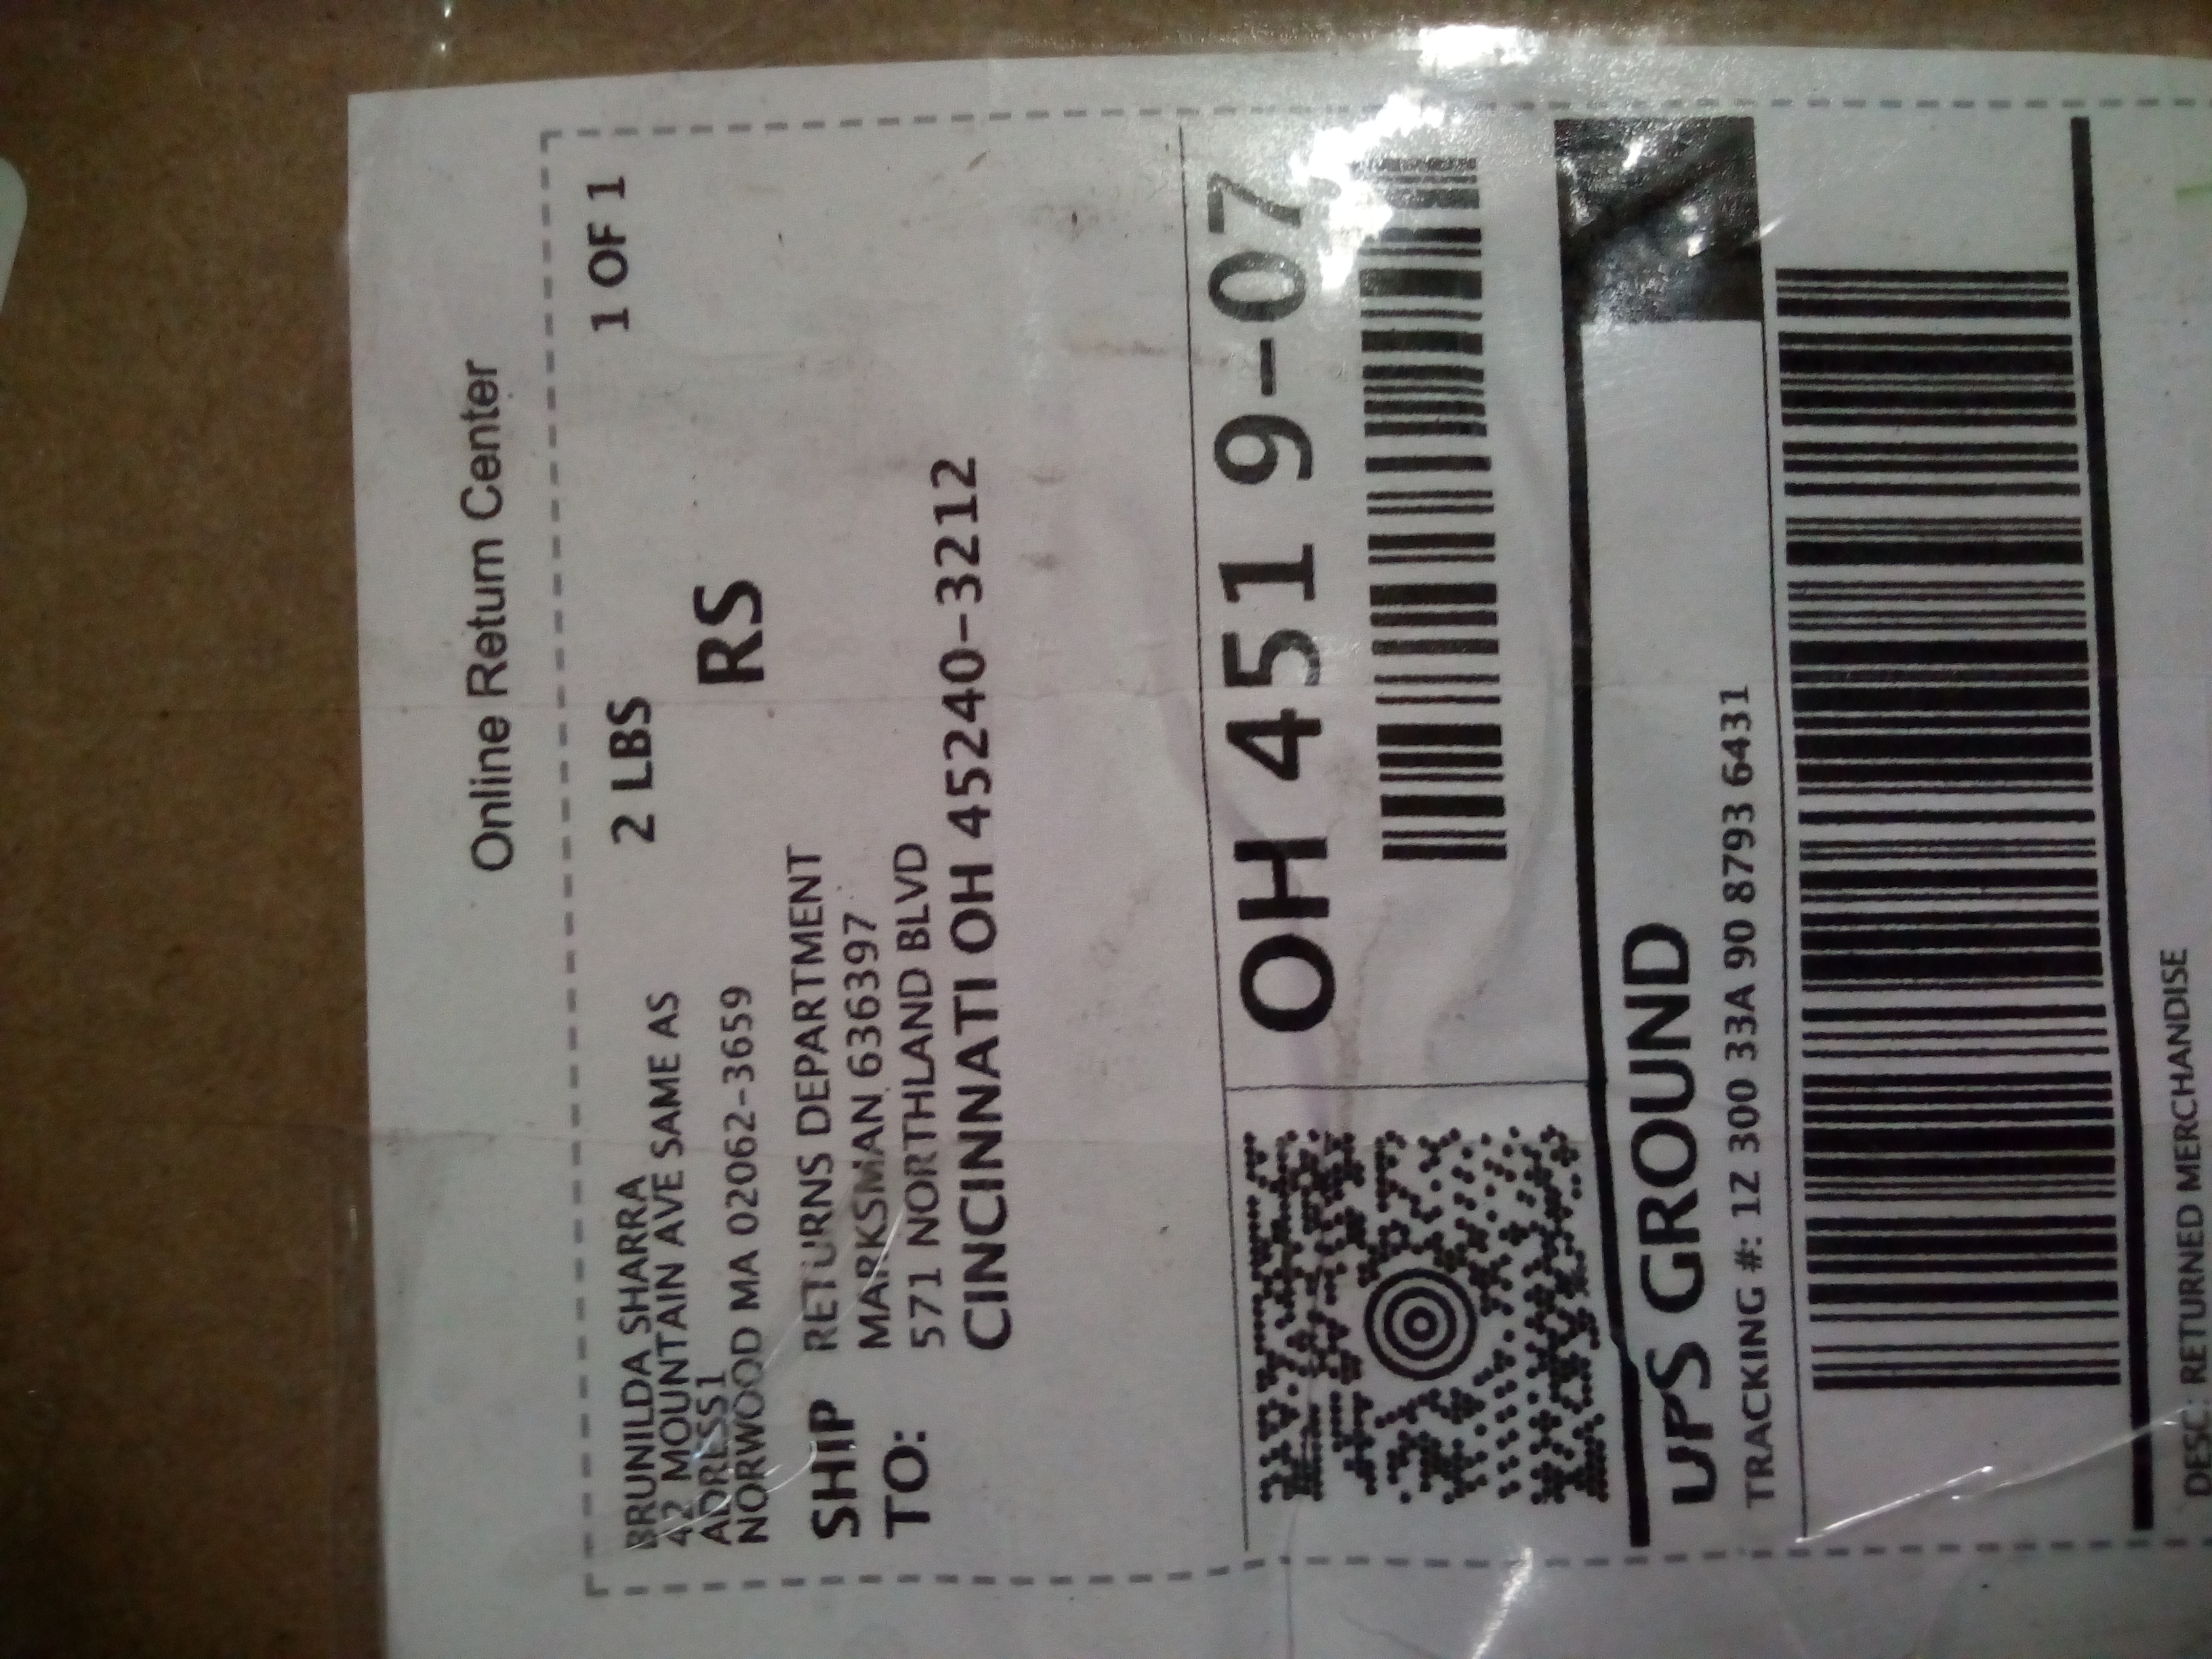 Online Return Center
BRUNILDA SHARRA
42 MOUNTAIN AVE SAME AS
ADRESS1
NORWOOD MA 02062-3659
2 LBS
1 OF 1
RS
SHIP
TO:
RETURNS DEPARTMENT
MARKSMAN 636397
571 NORTHLAND BLVD
CINCINNATI OH 45240-3212
OH 451 9-07
UPS GROUND
TRACKING #: 1Z 300 33A 90 8793 6431
DESC: RETURNED MERCHANDISE